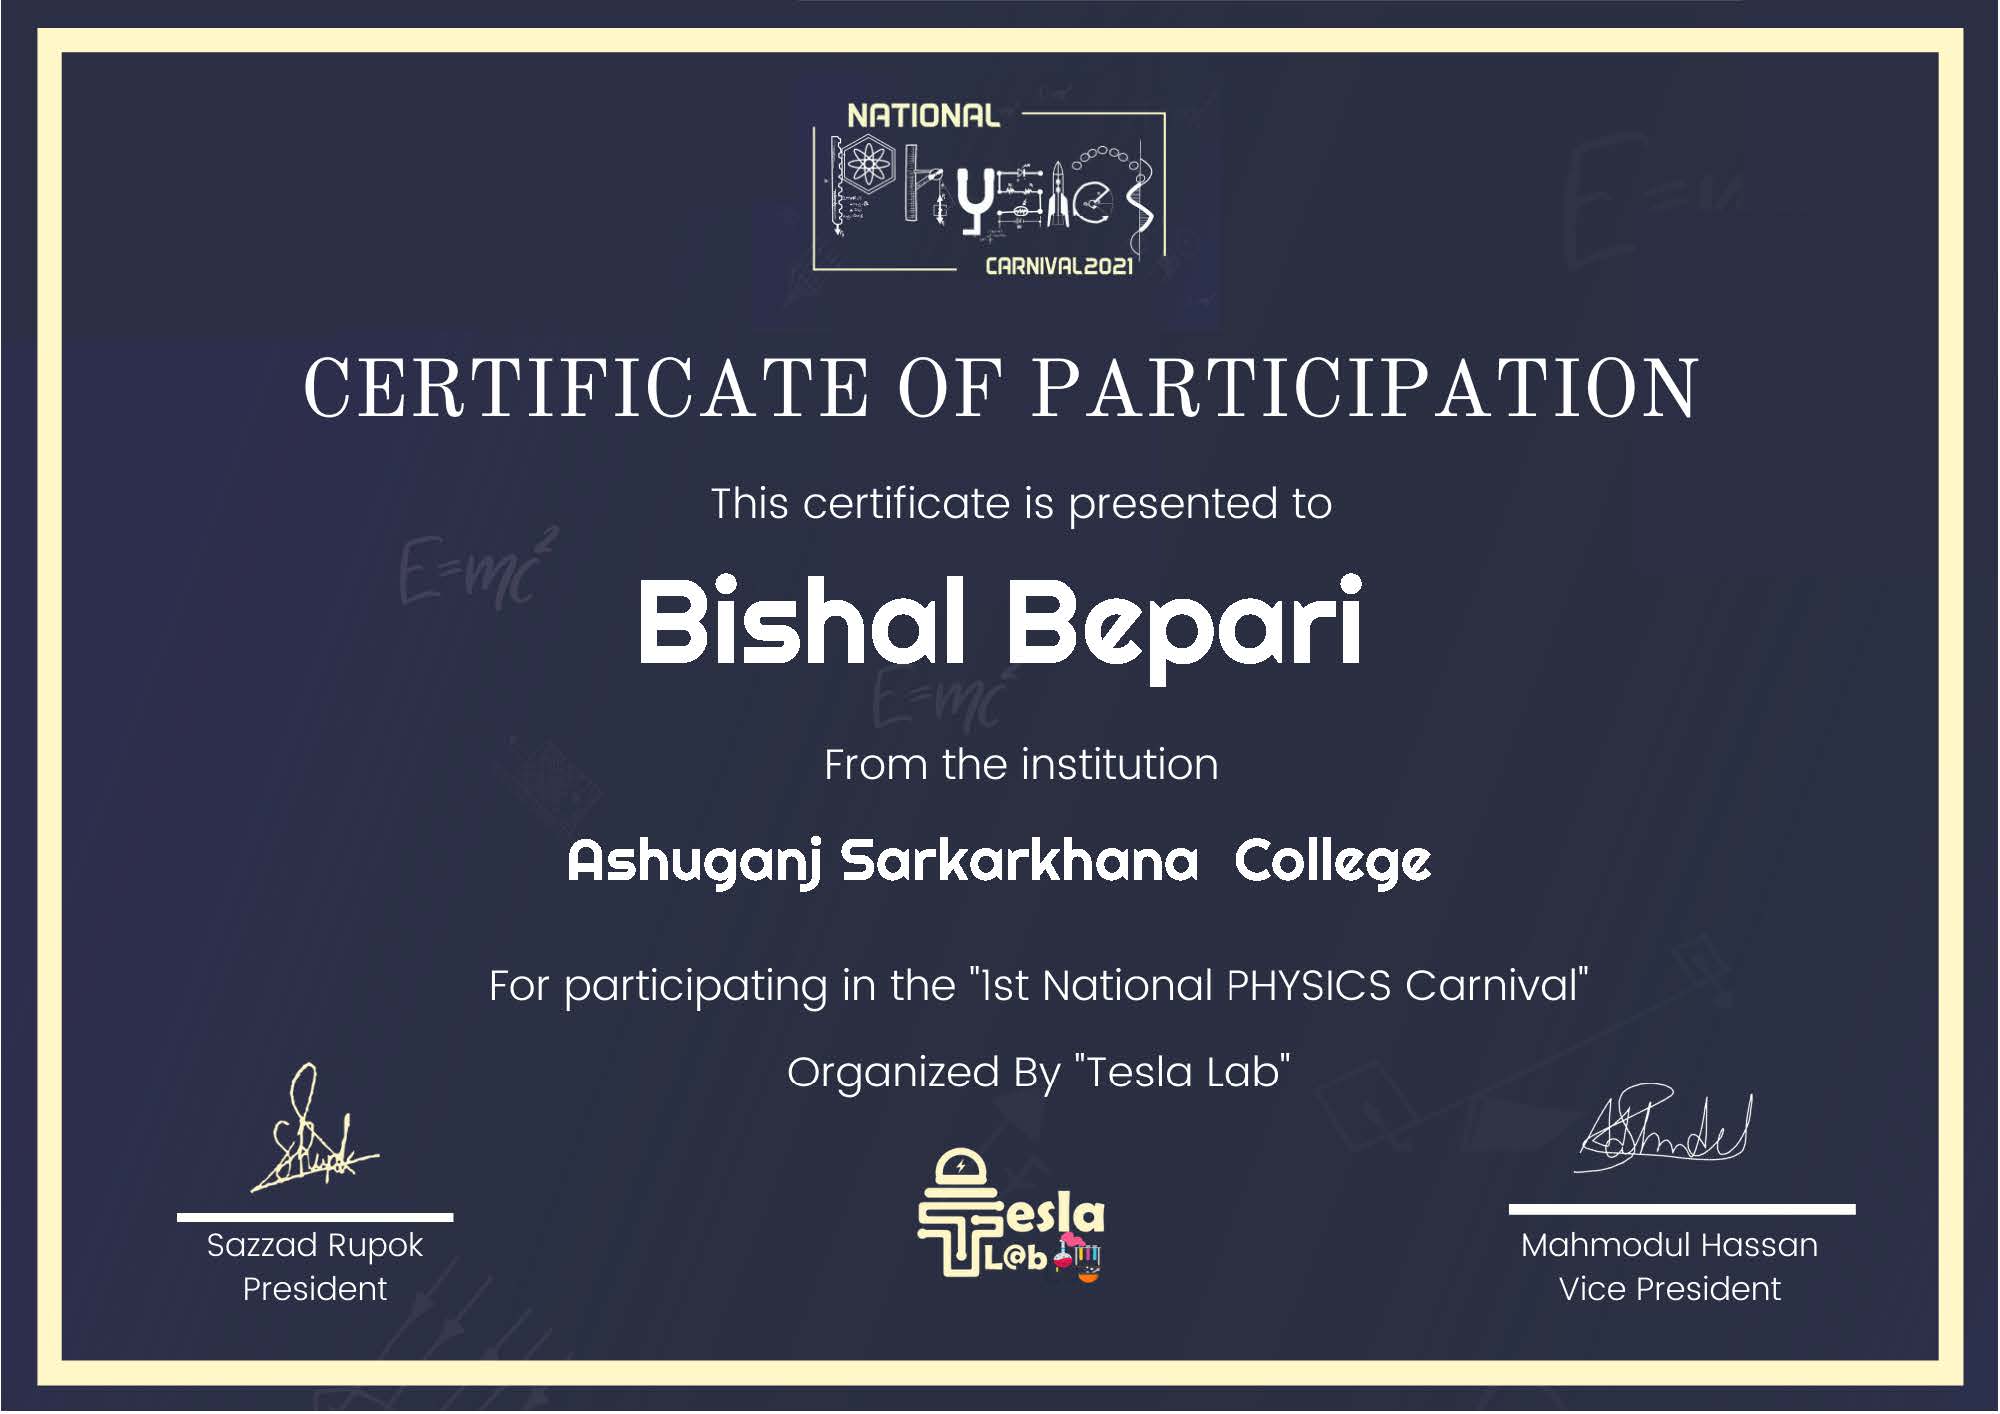 NATIONAL
Physics
CARNIVAL2021
CERTIFICATE OF PARTICIPATION
This certificate is presented to
E=mc²
Bishal Bepari
E=mc²
From the institution
Ashuganj Sarkarkhana College
For participating in the "1st National PHYSICS Carnival"
Organized By "Tesla Lab"
Tesla
L@b
Sazzad Rupok
President
Mahmodul Hassan
Vice President